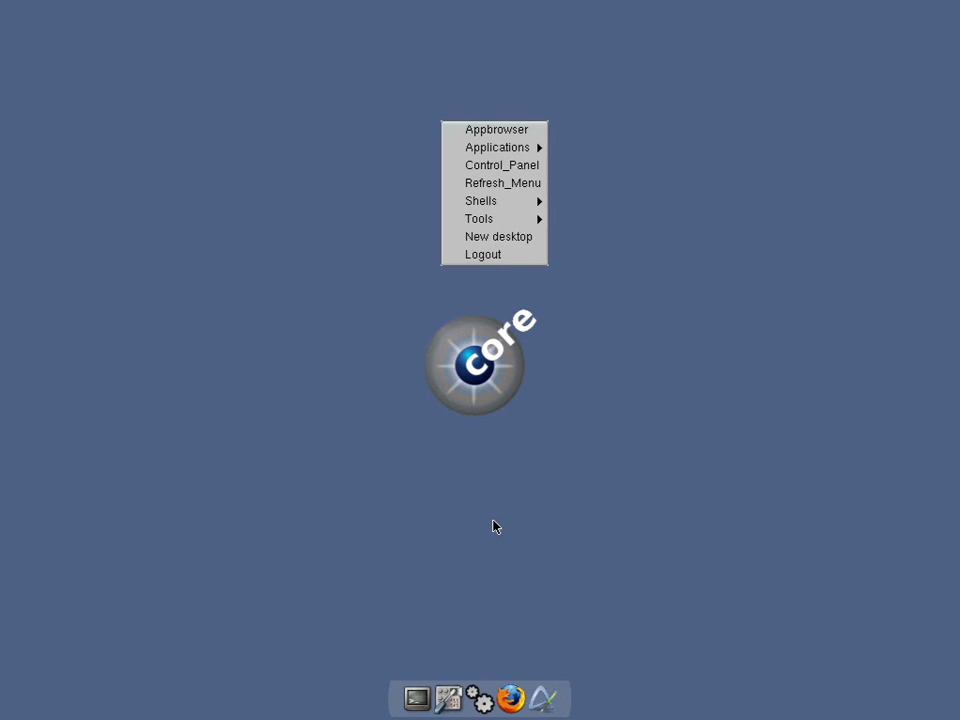 Appbrowser
Applications
Control_Panel
Refresh_Menu
Shells
Tools
New desktop
Logout
core